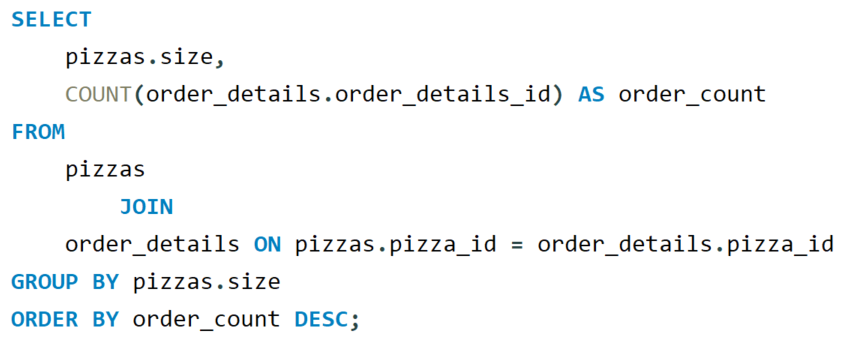 SELECT
    pizzas.size,
    COUNT(order_details.order_details_id) AS order_count
FROM
    pizzas
        JOIN
    order_details ON pizzas.pizza_id = order_details.pizza_id
GROUP BY pizzas.size
ORDER BY order_count DESC;